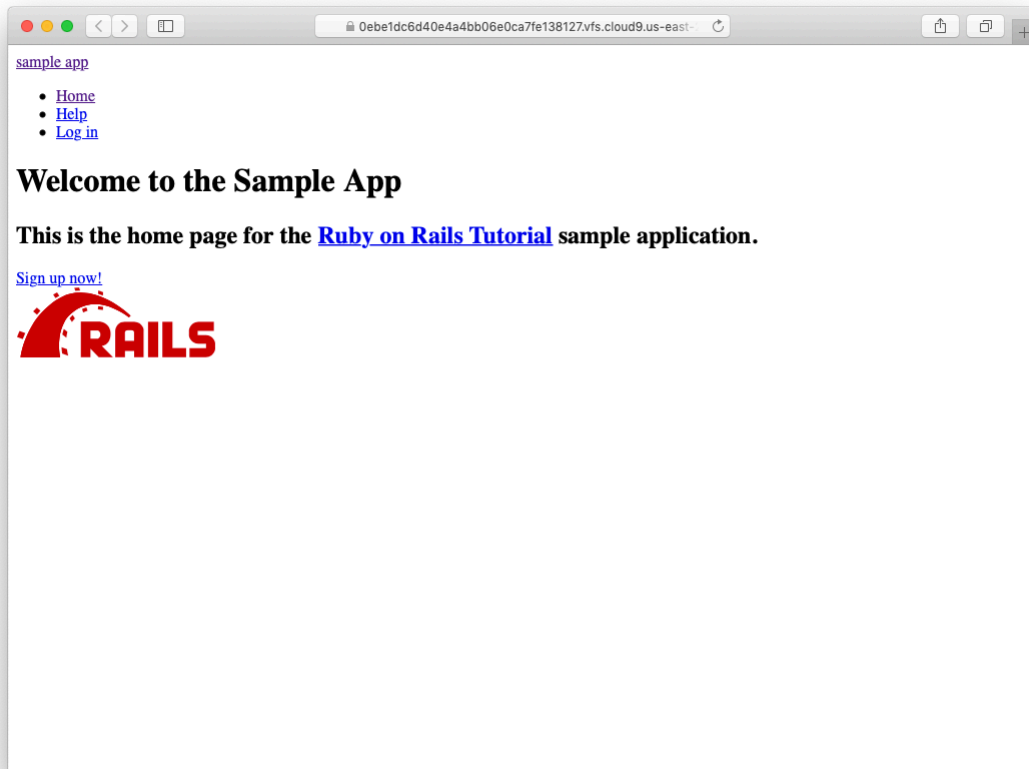 0ebe1dc6d40e4a4bb06e0ca7fe138127.vfs.cloud9.us-east-
sample app
Home
Help
Log in
Welcome to the Sample App
This is the home page for the Ruby on Rails Tutorial sample application.
Sign up now!
RAILS